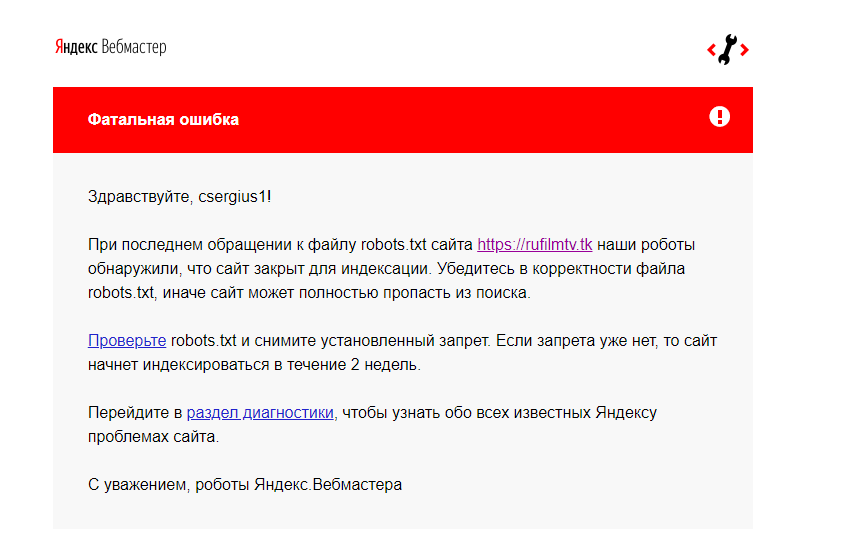 Яндекс Вебмастер
Фатальная ошибка
Здравствуйте, csergius1!
При последнем обращении к файлу robots.txt сайта https://rufilmtv.tk наши роботы
обнаружили, что сайт закрыт для индексации. Убедитесь в корректности файла
robots.txt, иначе сайт может полностью пропасть из поиска.
Проверьте robots.txt и снимите установленный запрет. Если запрета уже нет, то сайт
начнет индексироваться в течение 2 недель.
Перейдите в раздел диагностики, чтобы узнать обо всех известных Яндексу
проблемах сайта.
С уважением, роботы Яндекс.Вебмастера